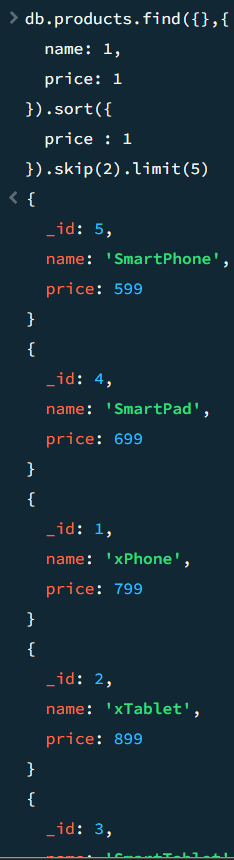 > db.products.find({},{
name: 1,
price: 1
}).sort({
price : 1
}).skip(2).limit(5)
< {
_id: 5,
name: 'SmartPhone',
price: 599
}
{
_id: 4,
name: 'SmartPad',
price: 699
}
{
_id: 1,
name: 'xPhone',
price: 799
}
{
_id: 2,
name: 'xTablet',
price: 899
}
{
_id: 3,
name: 'SmartTablet'